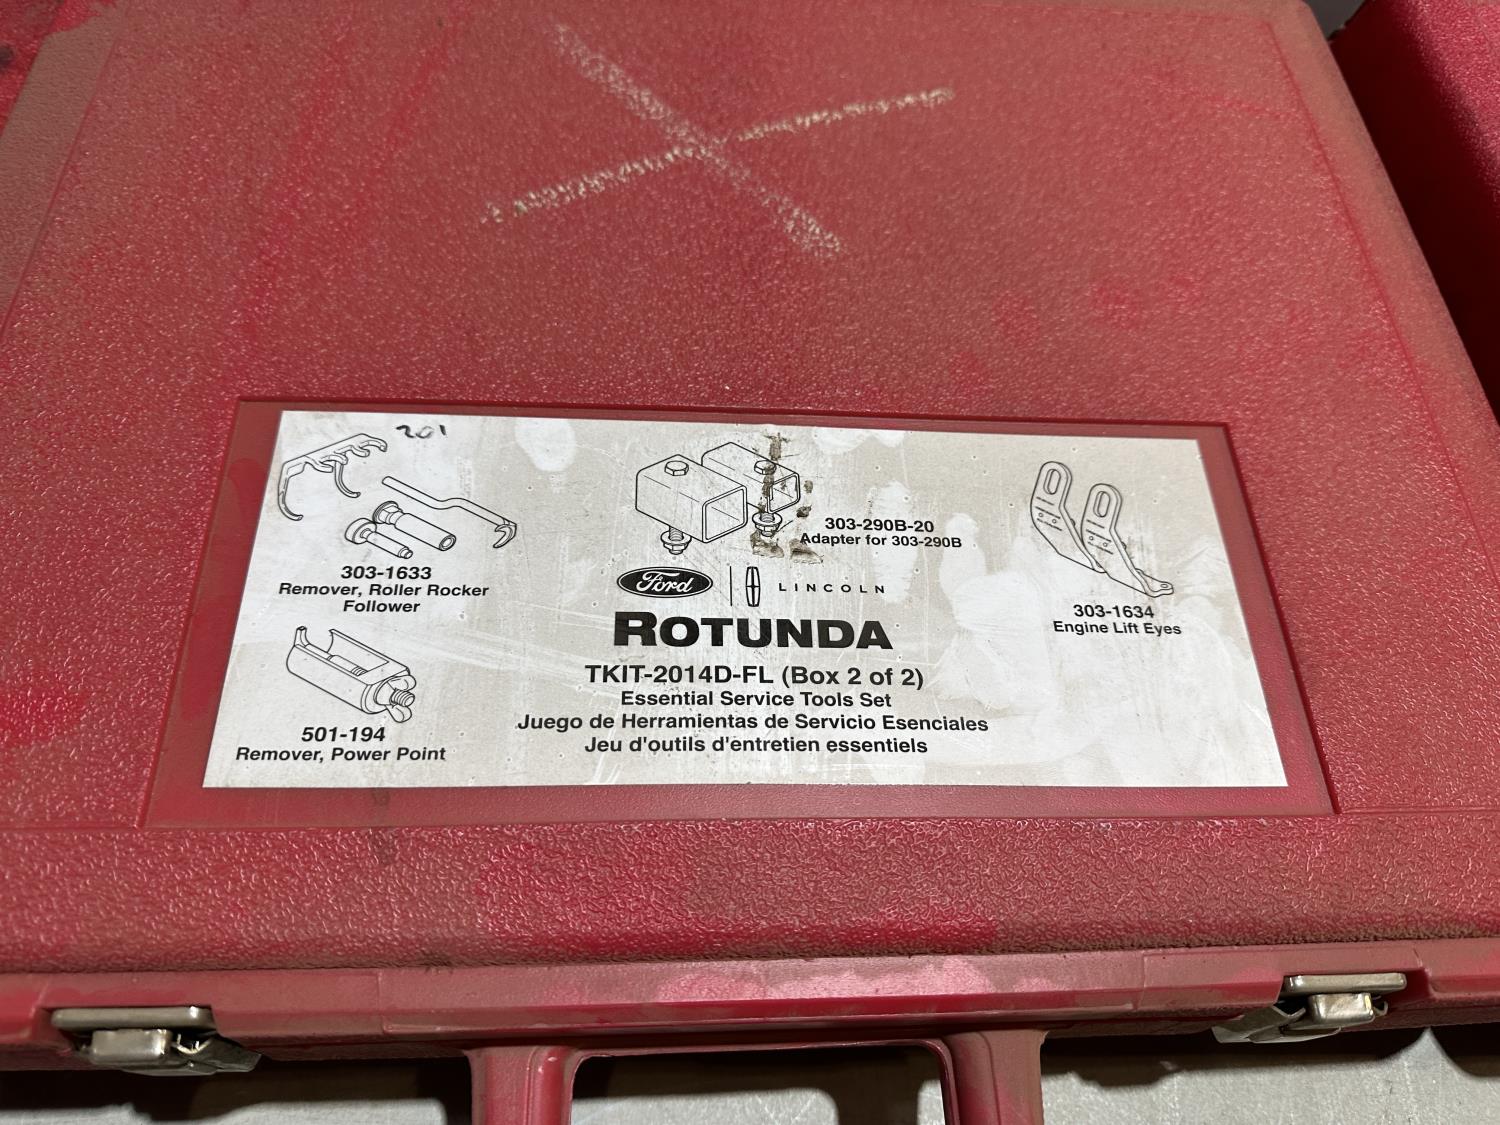 201
303-1633
Remover, Roller Rocker
Follower
501-194
Remover, Power Point
303-290B-20
Adapter for 303-290B
Ford LINCOLN
ROTUNDA
TKIT-2014D-FL (Box 2 of 2)
Essential Service Tools Set
Juego de Herramientas de Servicio Esenciales
Jeu d'outils d'entretien essentiels
303-1634
Engine Lift Eyes